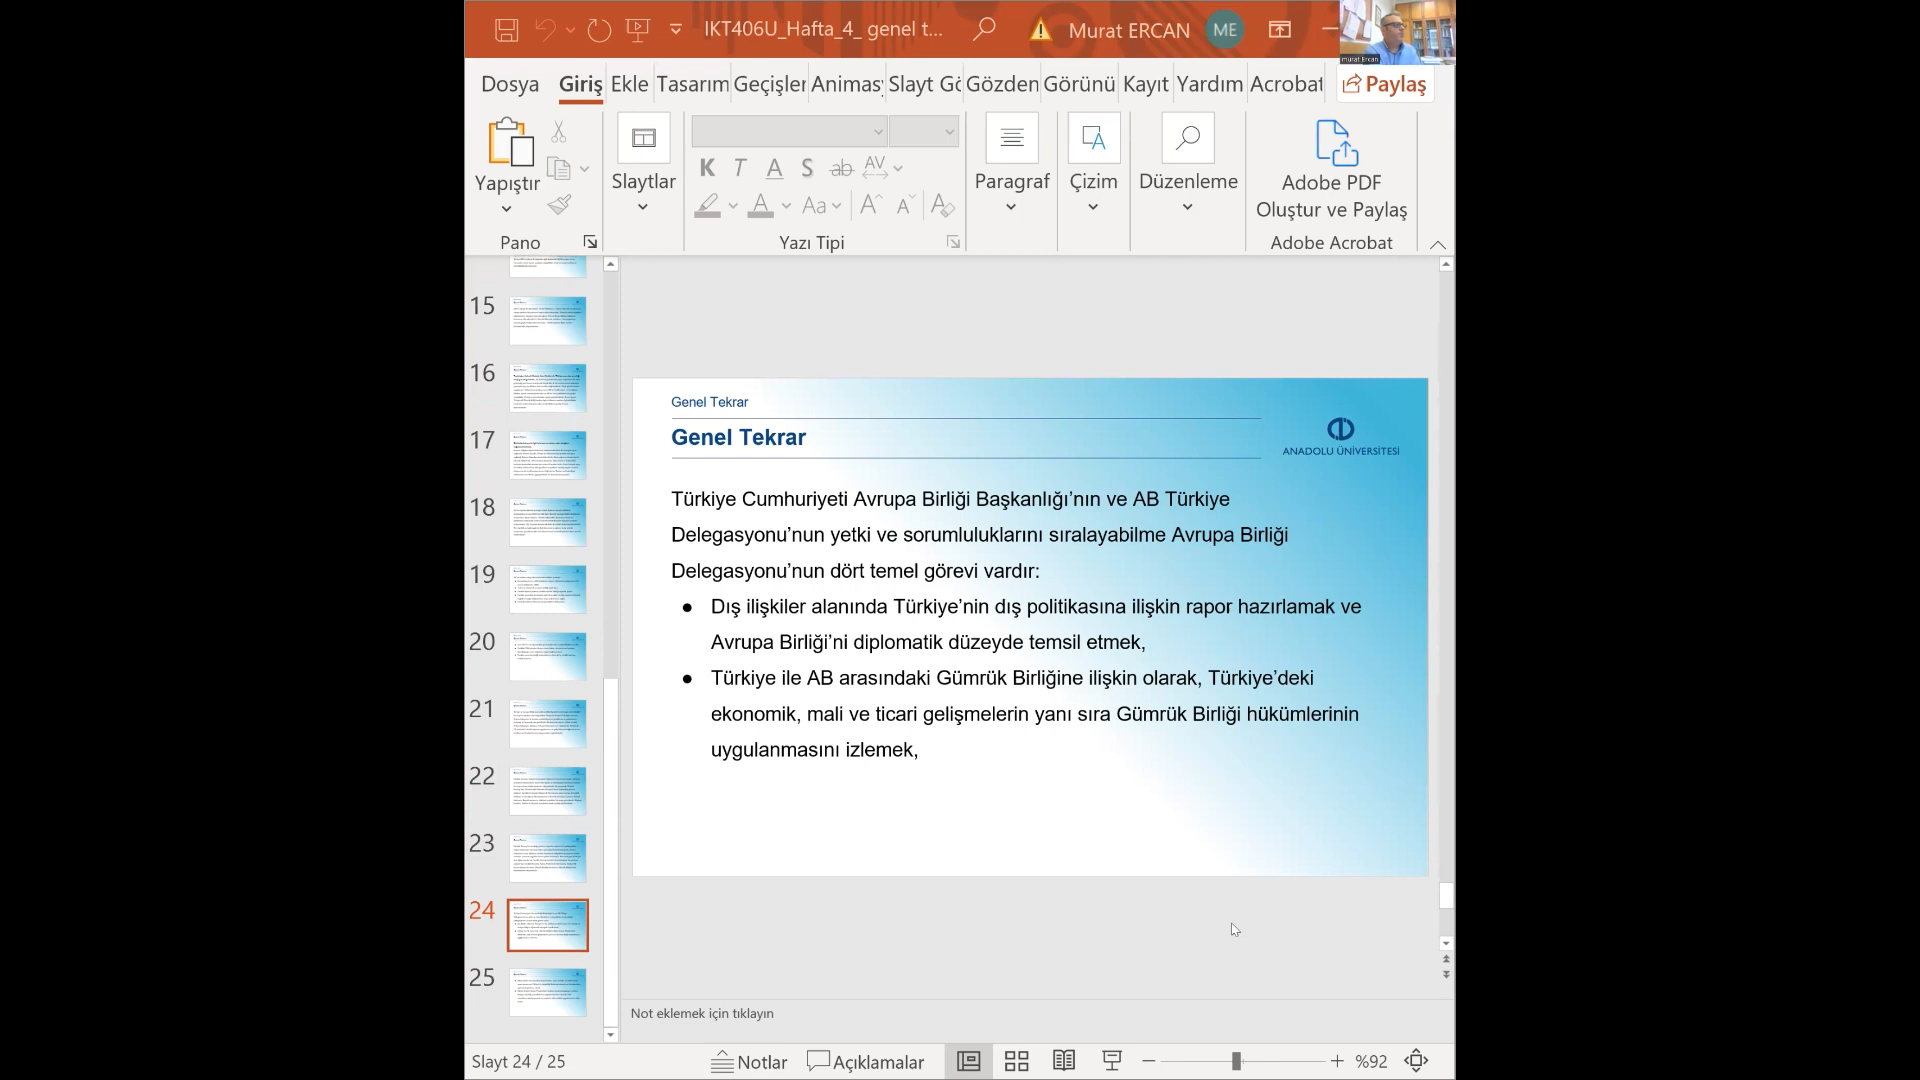 IKT406U_Hafta_4_ genel t...
Murat ERCAN
ME
murat Ercan
Dosya
Giriş
Ekle
Tasarım
Geçişler
Animas
Slayt Gö
Gözden
Görünü
Kayıt
Yardım
Acrobat
Paylaş
Yapıştır
Slaytlar
K T A S ab AV
A Aa A A A
Paragraf
Çizim
Düzenleme
Adobe PDF
Oluştur ve Paylaş
Pano
Yazı Tipi
Adobe Acrobat
15
16
17
18
19
20
21
22
23
24
25
Genel Tekrar
Genel Tekrar
ANADOLU ÜNİVERSİTESİ
Türkiye Cumhuriyeti Avrupa Birliği Başkanlığı’nın ve AB Türkiye
Delegasyonu’nun yetki ve sorumluluklarını sıralayabilme Avrupa Birliği
Delegasyonu’nun dört temel görevi vardır:
● Dış ilişkiler alanında Türkiye’nin dış politikasına ilişkin rapor hazırlamak ve
Avrupa Birliği’ni diplomatik düzeyde temsil etmek,
● Türkiye ile AB arasındaki Gümrük Birliğine ilişkin olarak, Türkiye’deki
ekonomik, mali ve ticari gelişmelerin yanı sıra Gümrük Birliği hükümlerinin
uygulanmasını izlemek,
Not eklemek için tıklayın
Slayt 24 / 25
Notlar
Açıklamalar
%92